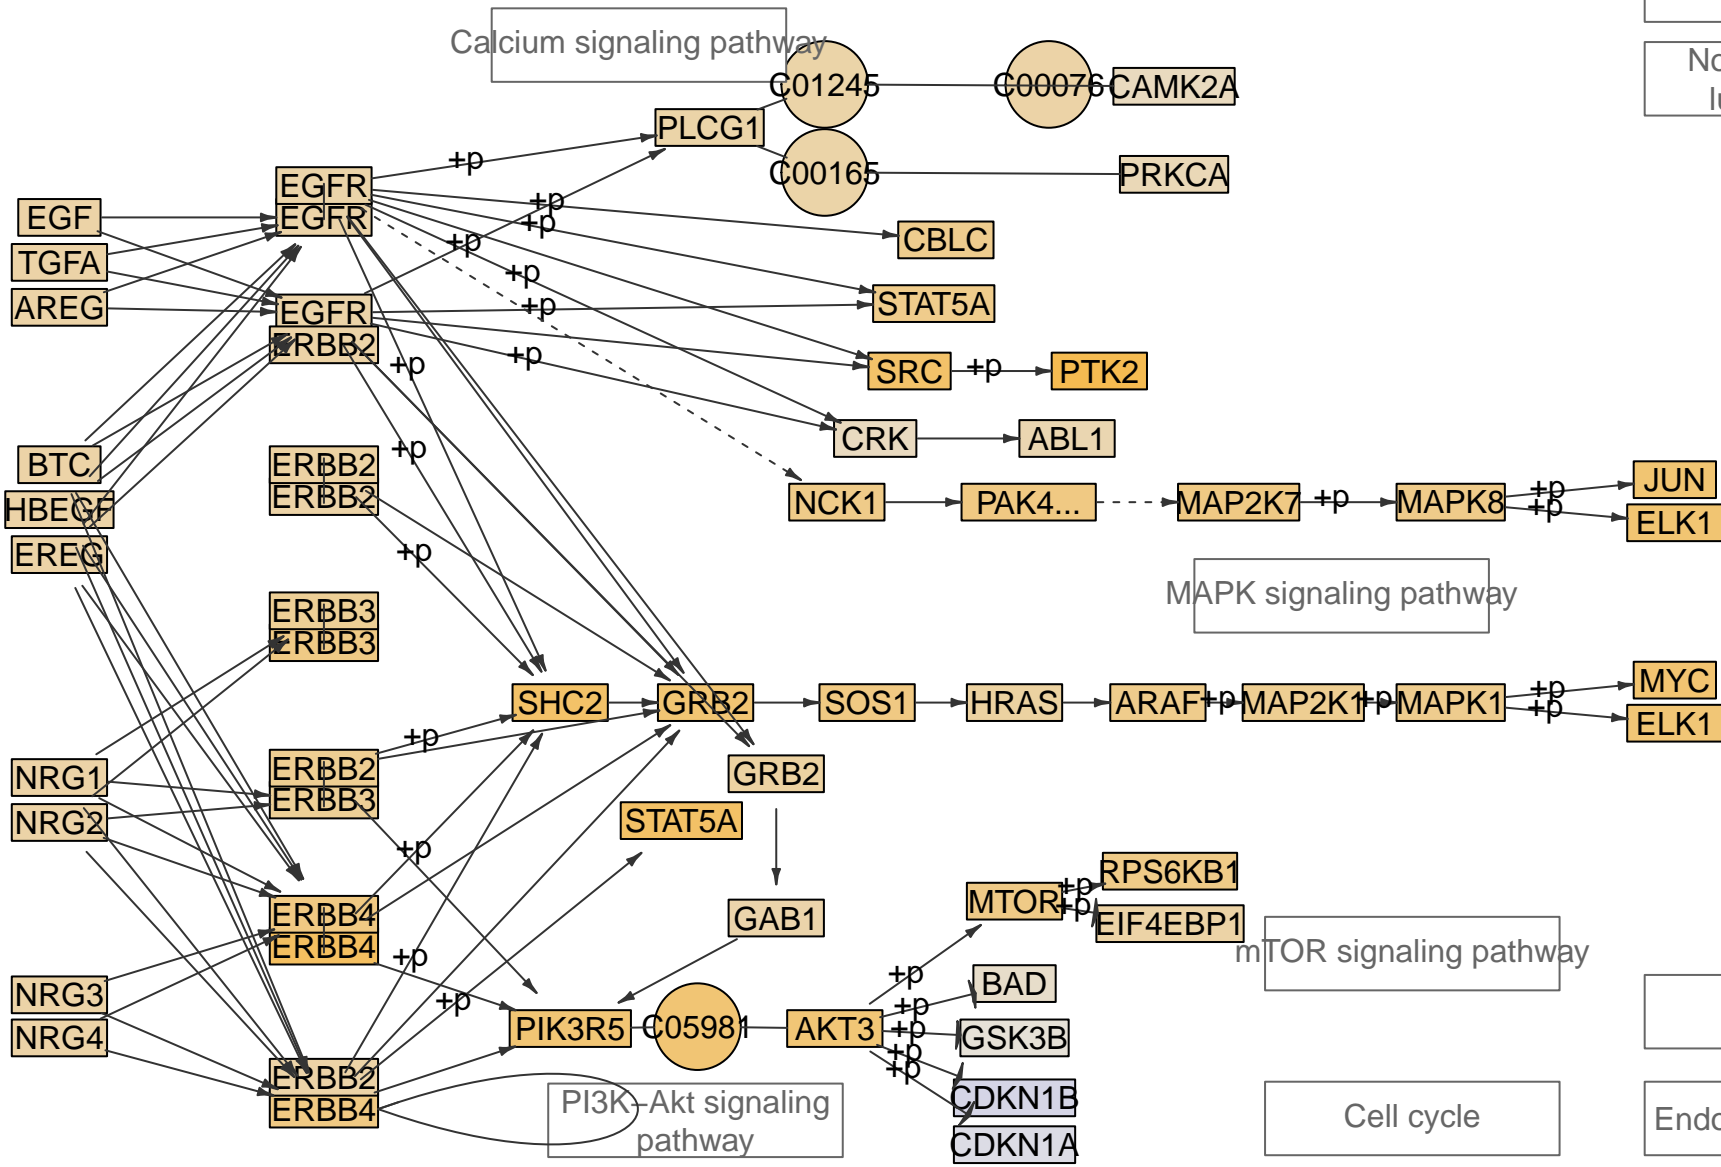 Calcium signaling pathway
No
lu
C01245
C00076
CAMK2A
PLCG1
C00165
PRKCA
+p
EGFR
EGFR
EGF
TGFA
AREG
+p
+p
+p
+p
+p
CBLC
STAT5A
EGFR
ERBB2
+p
+p
SRC
+p
PTK2
CRK
ABL1
BTC
HBEGF
EREG
+p
ERBB2
ERBB2
NCK1
PAK4...
MAP2K7
+p
MAPK8
+p
+p
JUN
ELK1
+p
MAPK signaling pathway
ERBB3
ERBB3
SHC2
GRB2
SOS1
HRAS
ARAF
+p
MAP2K1
+p
MAPK1
+p
+p
MYC
ELK1
+p
NRG1
NRG2
ERBB2
ERBB3
GRB2
STAT5A
+p
ERBB4
ERBB4
GAB1
MTOR
+p
+p
RPS6KB1
EIF4EBP1
mTOR signaling pathway
+p
+p
NRG3
NRG4
+p
+p
+p
+p
+p
BAD
PIK3R5
C05981
AKT3
GSK3B
ERBB2
ERBB4
PI3K–Akt signaling
pathway
CDKN1B
CDKN1A
Cell cycle
Endo